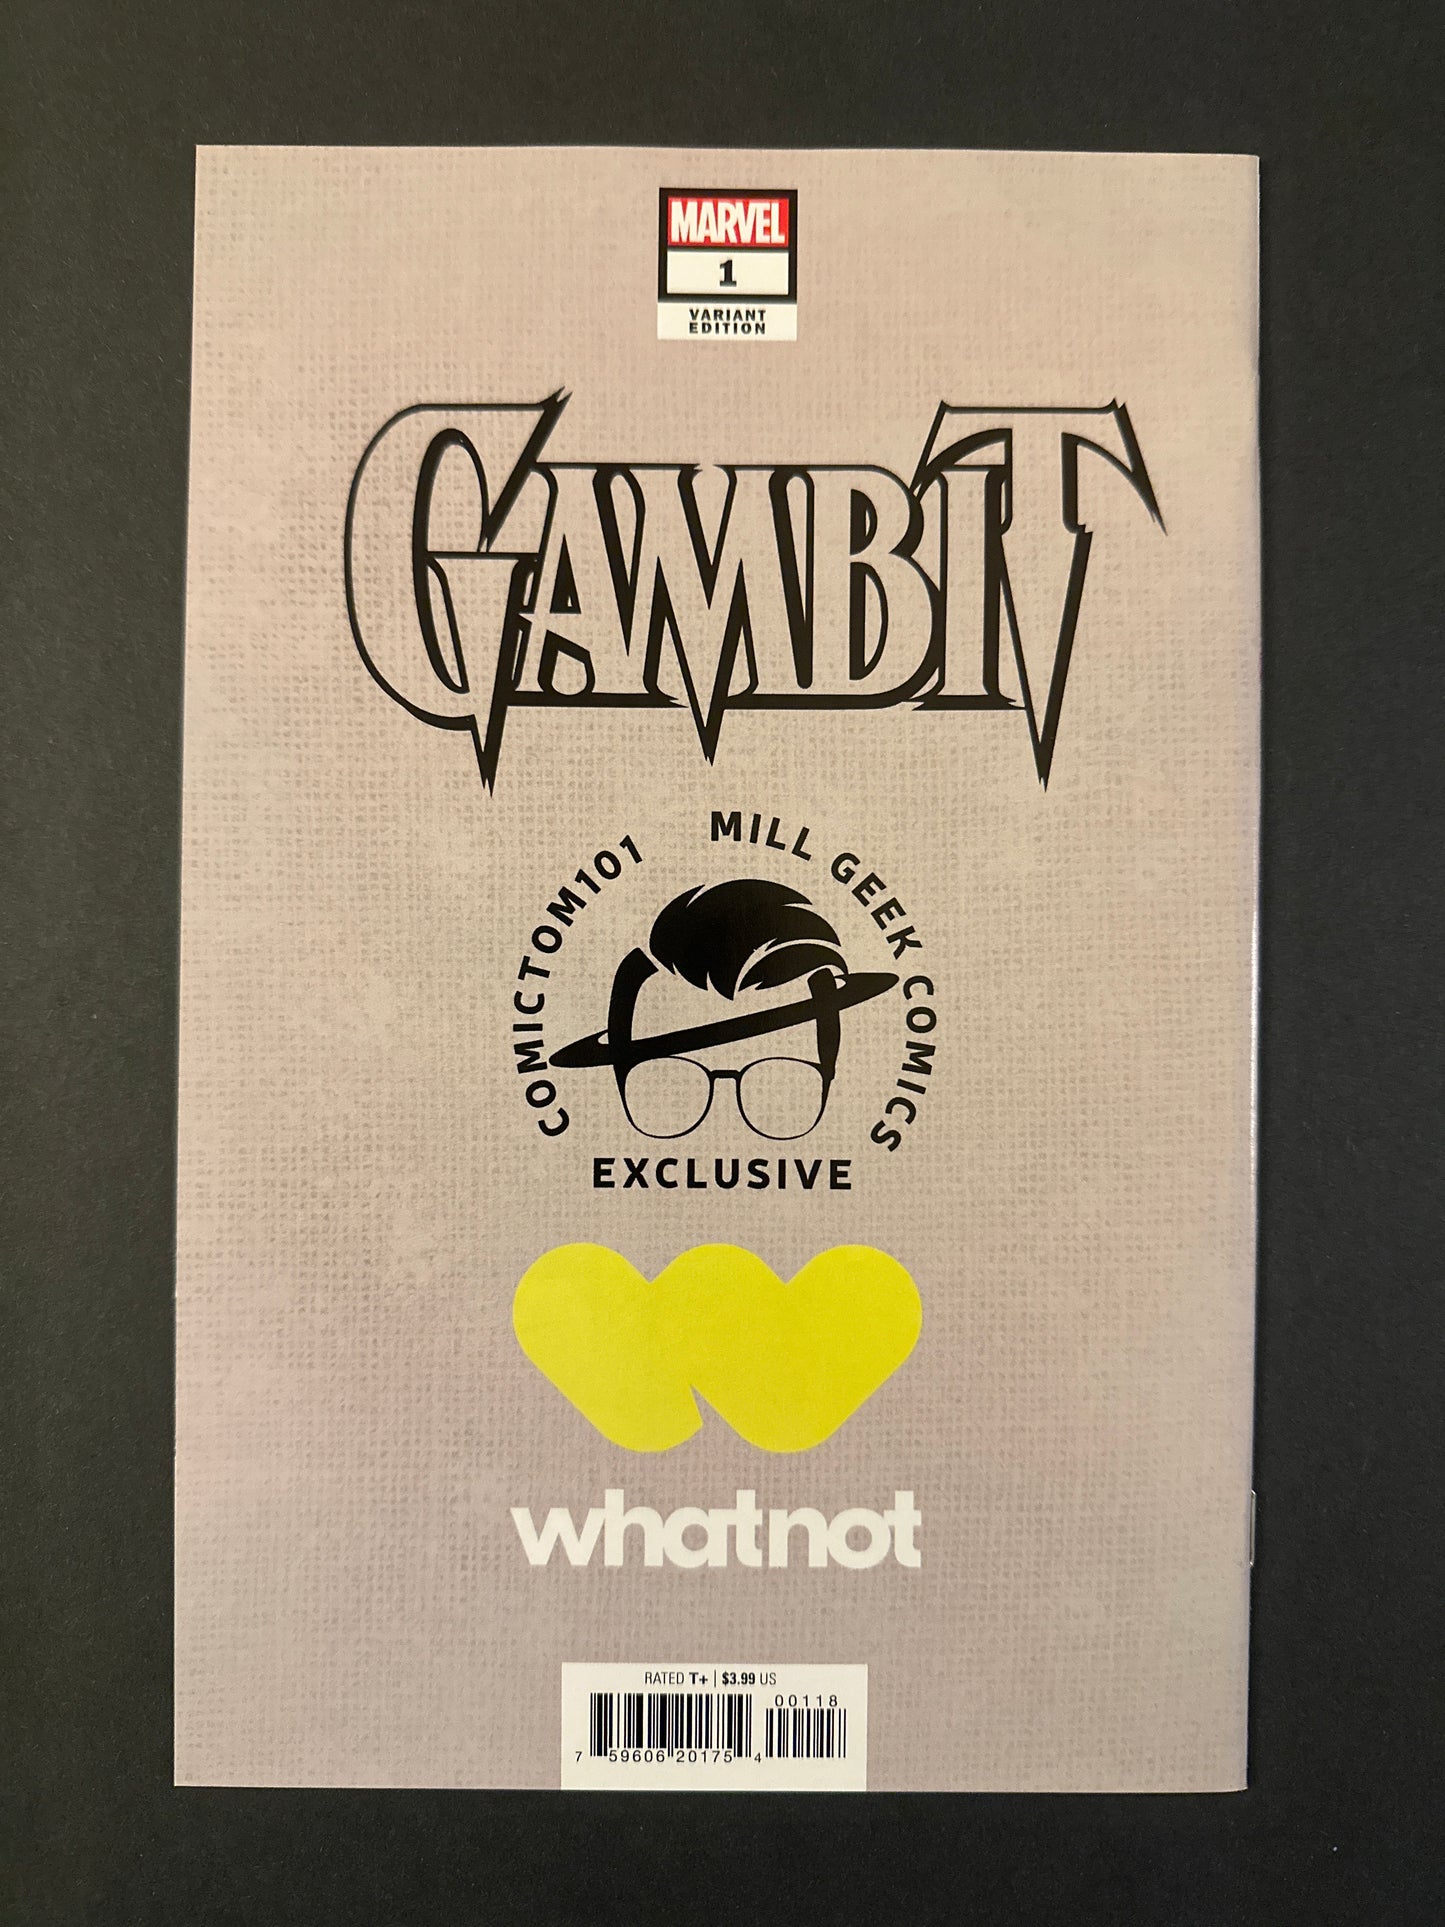 MARVEL
1
VARIANT
EDITION
GAMBIT
COMICTOM101 MILL GEEK COMICS
EXCLUSIVE
whatnot
RATED T+ | $3.99 US
00118
7 59606 20175 4